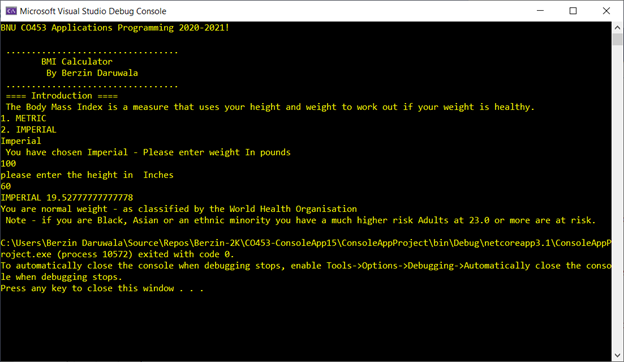 Microsoft Visual Studio Debug Console
BNU CO453 Applications Programming 2020-2021!
..................................
BMI Calculator
By Berzin Daruwala
..................................
==== Introduction ====
The Body Mass Index is a measure that uses your height and weight to work out if your weight is healthy.
1. METRIC
2. IMPERIAL
Imperial
You have chosen Imperial - Please enter weight In pounds
100
please enter the height in  Inches
60
IMPERIAL 19.52777777777778
You are normal weight - as classified by the World Health Organisation
Note - if you are Black, Asian or an ethnic minority you have a much higher risk Adults at 23.0 or more are at risk.
C:\Users\Berzin Daruwala\Source\Repos\Berzin-2K\CO453-ConsoleApp15\ConsoleAppProject\bin\Debug\netcoreapp3.1\ConsoleAppP
roject.exe (process 10572) exited with code 0.
To automatically close the console when debugging stops, enable Tools->Options->Debugging->Automatically close the conso
le when debugging stops.
Press any key to close this window . . .